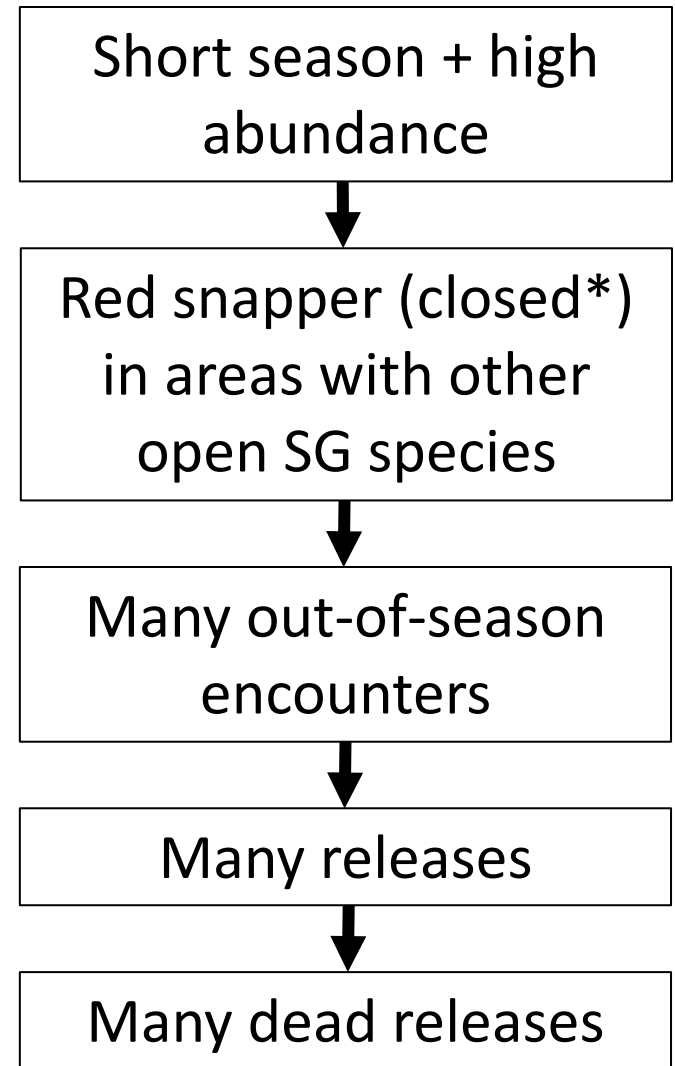 Short season + high
abundance
Red snapper (closed*)
in areas with other
open SG species
Many out-of-season
encounters
Many releases
Many dead releases